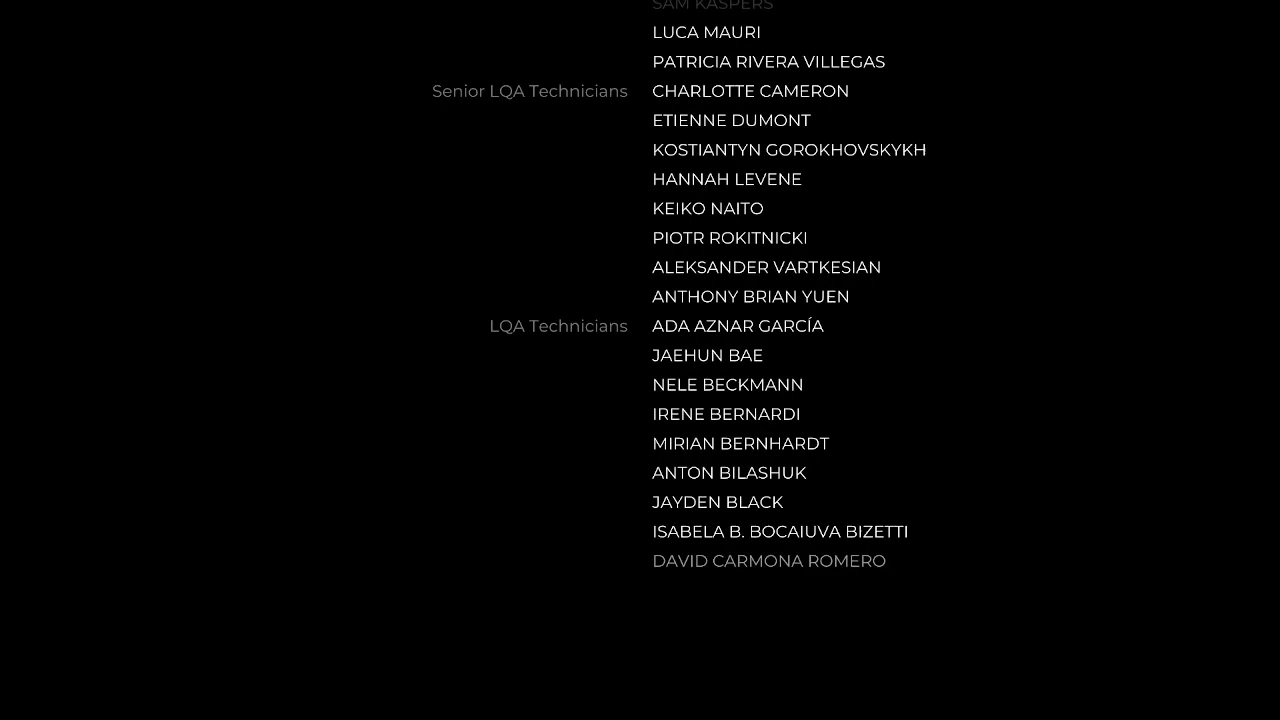 SAM KASPERS
LUCA MAURI
PATRICIA RIVERA VILLEGAS
Senior LQA Technicians CHARLOTTE CAMERON
ETIENNE DUMONT
KOSTIANTYN GOROKHOVSKYKH
HANNAH LEVENE
KEIKO NAITO
PIOTR ROKITNICKI
ALEKSANDER VARTKESIAN
ANTHONY BRIAN YUEN
LQA Technicians ADA AZNAR GARCÍA
JAEHUN BAE
NELE BECKMANN
IRENE BERNARDI
MIRIAN BERNHARDT
ANTON BILASHUK
JAYDEN BLACK
ISABELA B. BOCAIUVA BIZETTI
DAVID CARMONA ROMERO